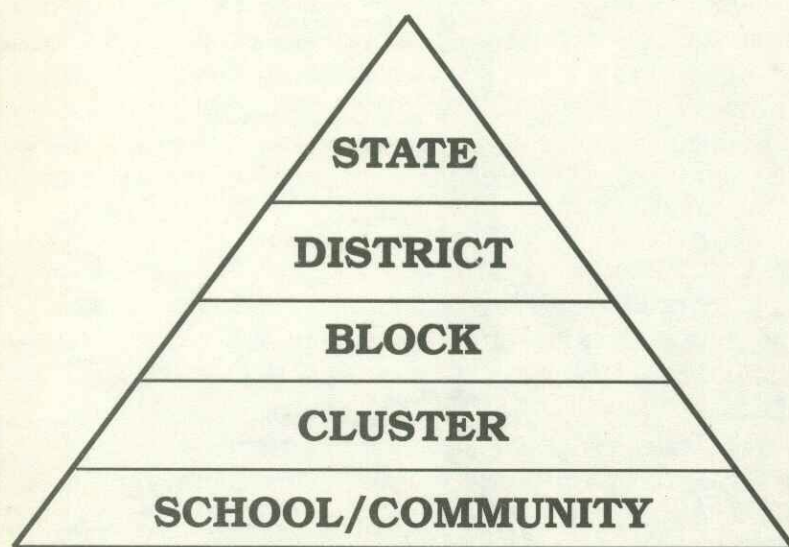 STATE
DISTRICT
BLOCK
CLUSTER
SCHOOL/COMMUNITY